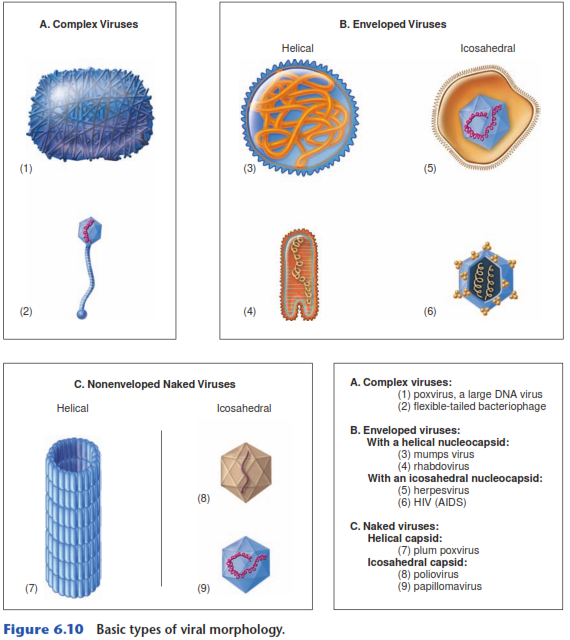 A. Complex Viruses
(1)
(2)
B. Enveloped Viruses
Helical
Icosahedral
(3)
(5)
(4)
(6)
C. Nonenveloped Naked Viruses
Helical
Icosahedral
(8)
(7)
(9)
A. Complex viruses:
(1) poxvirus, a large DNA virus
(2) flexible-tailed bacteriophage
B. Enveloped viruses:
With a helical nucleocapsid:
(3) mumps virus
(4) rhabdovirus
With an icosahedral nucleocapsid:
(5) herpesvirus
(6) HIV (AIDS)
C. Naked viruses:
Helical capsid:
(7) plum poxvirus
Icosahedral capsid:
(8) poliovirus
(9) papillomavirus
Figure 6.10 Basic types of viral morphology.